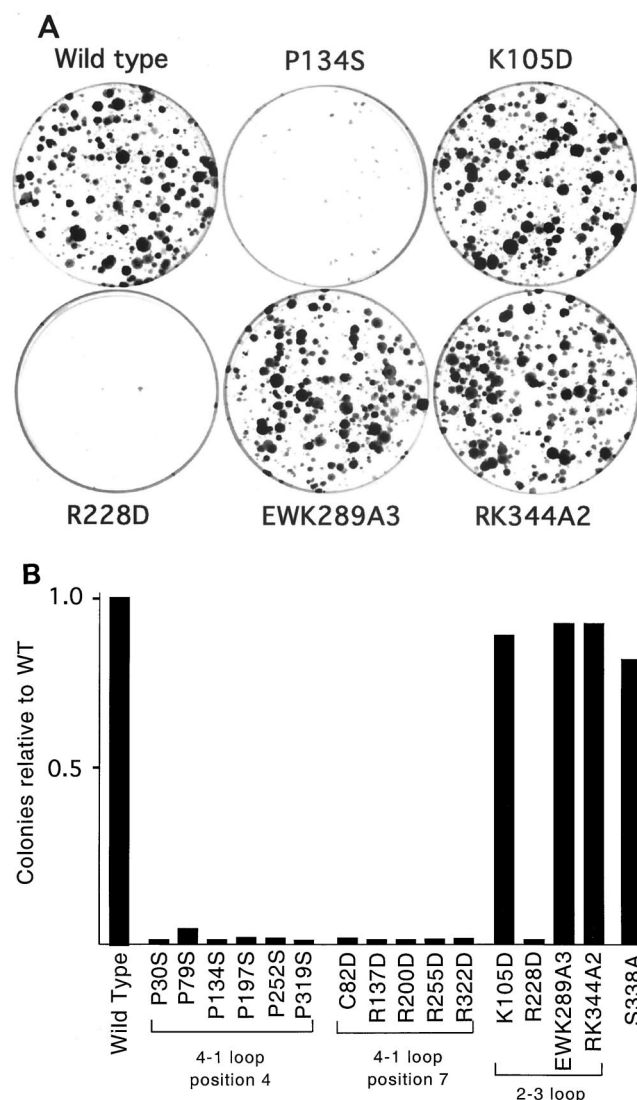 A
Wild type P134S K105D
R228D EWK289A3 RK344A2
B
Colonies relative to WT
1.0
0.5
Wild Type
P30S
P79S
P134S
P197S
P252S
P319S
C82D
R137D
R200D
R255D
R322D
K105D
R228D
EWK289A3
RK344A2
S338A
4-1 loop
position 4
4-1 loop
position 7
2-3 loop